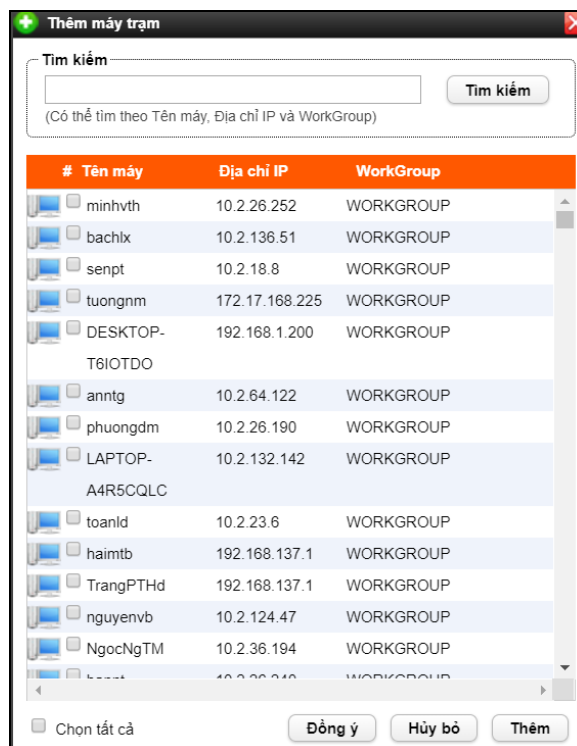 Thêm máy trạm
Tìm kiếm
Tìm kiếm
(Có thể tìm theo Tên máy, Địa chỉ IP và WorkGroup)
# Tên máy Địa chỉ IP WorkGroup
minhvth 10.2.26.252 WORKGROUP
bachlx 10.2.136.51 WORKGROUP
senpt 10.2.18.8 WORKGROUP
tuongnm 172.17.168.225 WORKGROUP
DESKTOP- 192.168.1.200 WORKGROUP
T6IOTDO
anntg 10.2.64.122 WORKGROUP
phuongdm 10.2.26.190 WORKGROUP
LAPTOP- 10.2.132.142 WORKGROUP
A4R5CQLC
toanld 10.2.23.6 WORKGROUP
haimtb 192.168.137.1 WORKGROUP
TrangPTHd 192.168.137.1 WORKGROUP
nguyenvb 10.2.124.47 WORKGROUP
NgocNgTM 10.2.36.194 WORKGROUP
WORKGROUP
Chọn tất cả Đồng ý Hủy bỏ Thêm